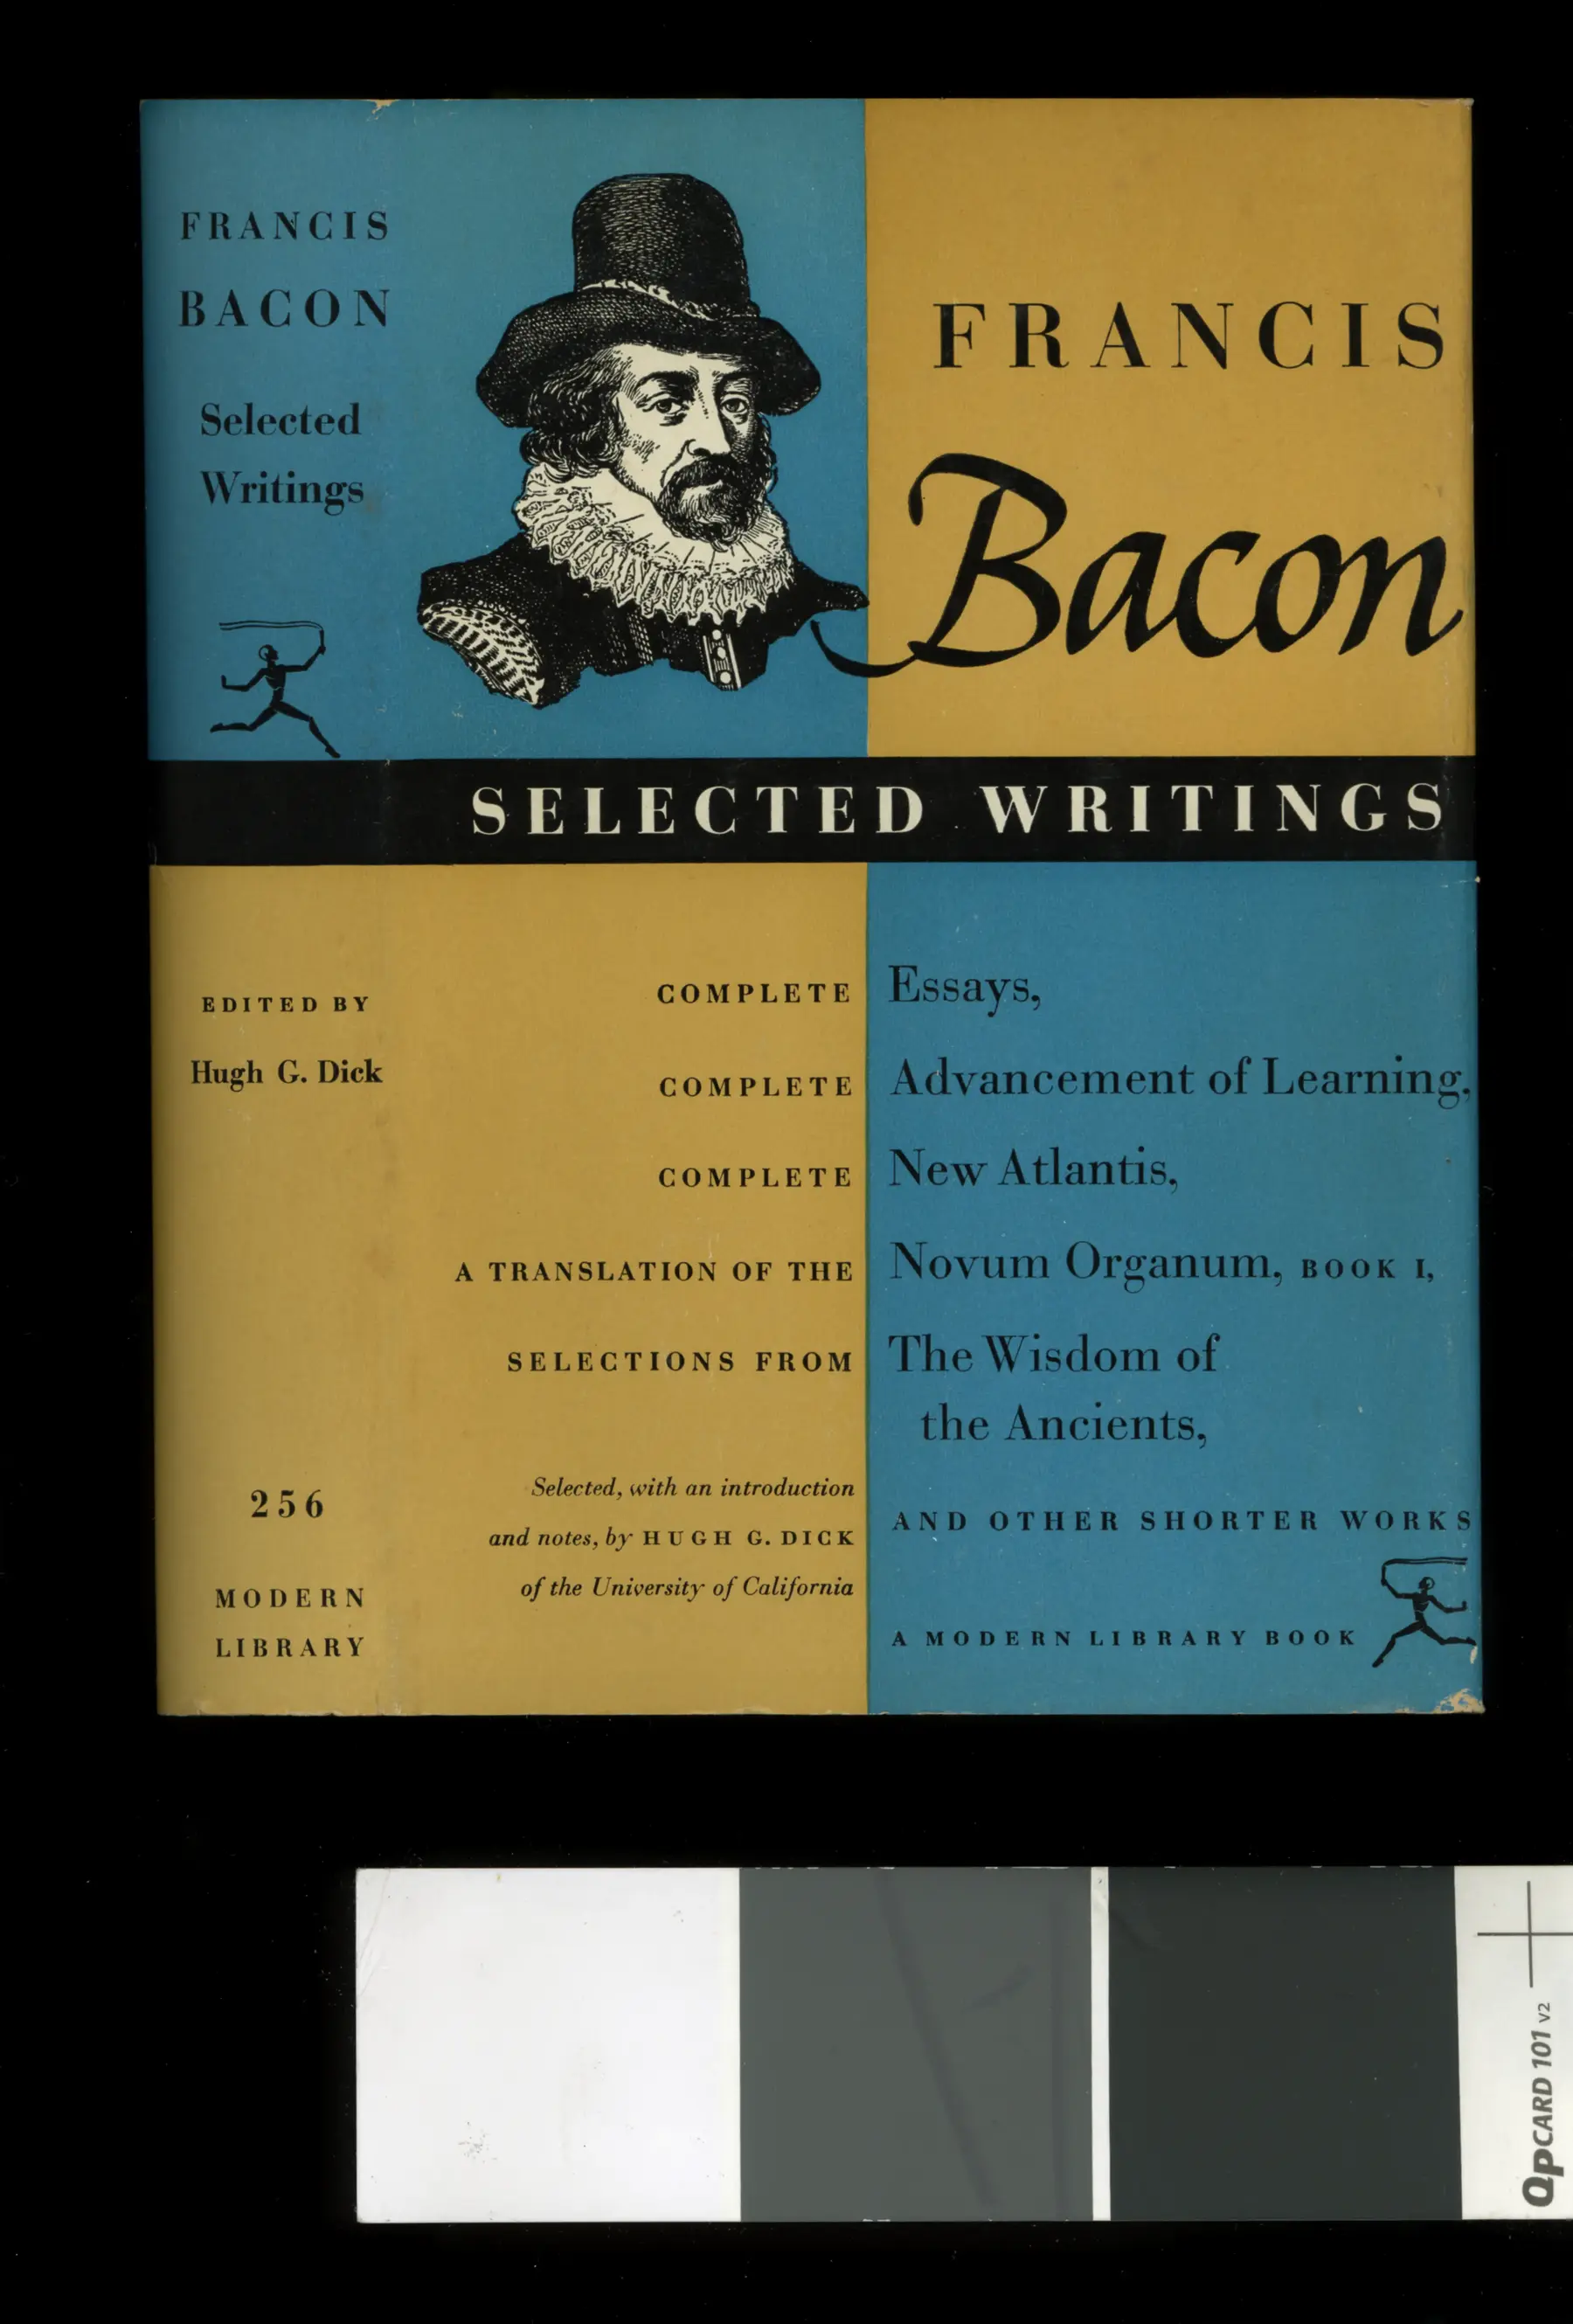 FRANCIS
BACON
Selected
Writings
EDITED BY
Hugh G. Dick
256
MODERN
LIBRARY
FRANCIS
Bacon
SELECTED WRITINGS
COMPLETE Essays,
COMPLETE Advancement of Learning,
COMPLETE New Atlantis,
A TRANSLATION OF THE Novum Organum, BOOK I,
SELECTIONS FROM The Wisdom of
the Ancients,
AND OTHER SHORTER WORKS
Selected, with an introduction
and notes, by HUGH G. DICK
of the University of California
A MODERN LIBRARY BOOK
QPCARD 101 v2